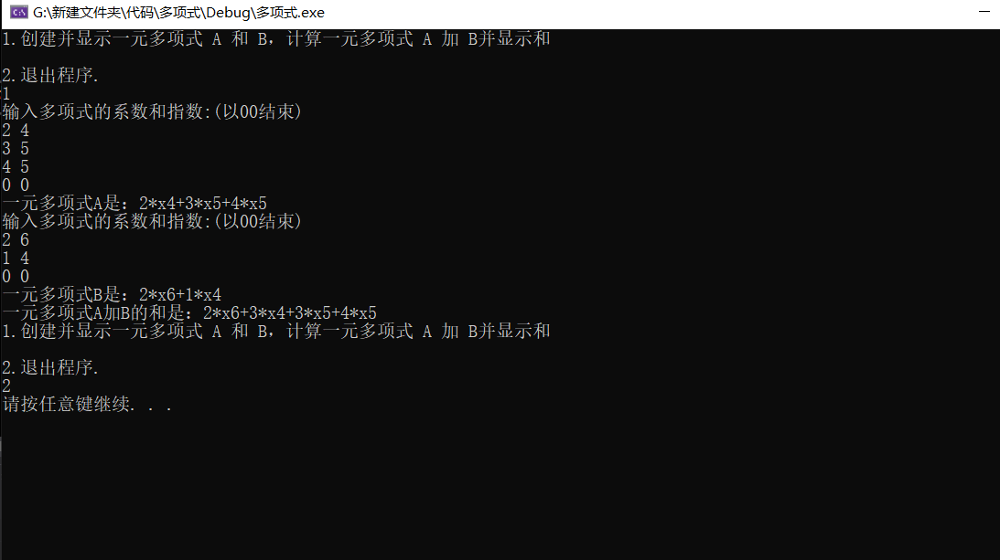 G:\新建文件夹\代码\多项式\Debug\多项式.exe
1.创建并显示一元多项式 A 和 B，计算一元多项式 A 加 B并显示和
2.退出程序.
1
输入多项式的系数和指数:(以00结束)
2 4
3 5
4 5
0 0
一元多项式A是：2*x4+3*x5+4*x5
输入多项式的系数和指数:(以00结束)
2 6
1 4
0 0
一元多项式B是：2*x6+1*x4
一元多项式A加B的和是：2*x6+3*x4+3*x5+4*x5
1.创建并显示一元多项式 A 和 B，计算一元多项式 A 加 B并显示和
2.退出程序.
2
请按任意键继续. . .